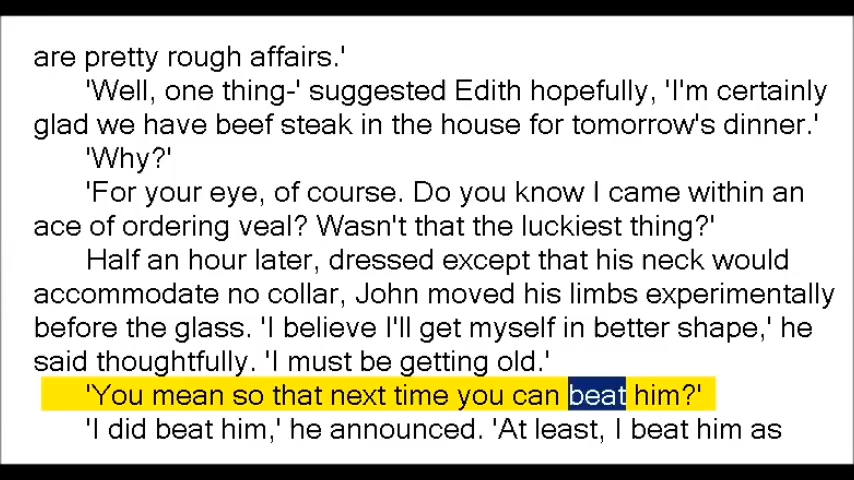 are pretty rough affairs.'
'Well, one thing-' suggested Edith hopefully, 'I'm certainly
glad we have beef steak in the house for tomorrow's dinner.'
'Why?'
'For your eye, of course. Do you know I came within an
ace of ordering veal? Wasn't that the luckiest thing?'
Half an hour later, dressed except that his neck would
accommodate no collar, John moved his limbs experimentally
before the glass. 'I believe I'll get myself in better shape,' he
said thoughtfully. 'I must be getting old.'
'You mean so that next time you can beat him?'
'I did beat him,' he announced. 'At least, I beat him as